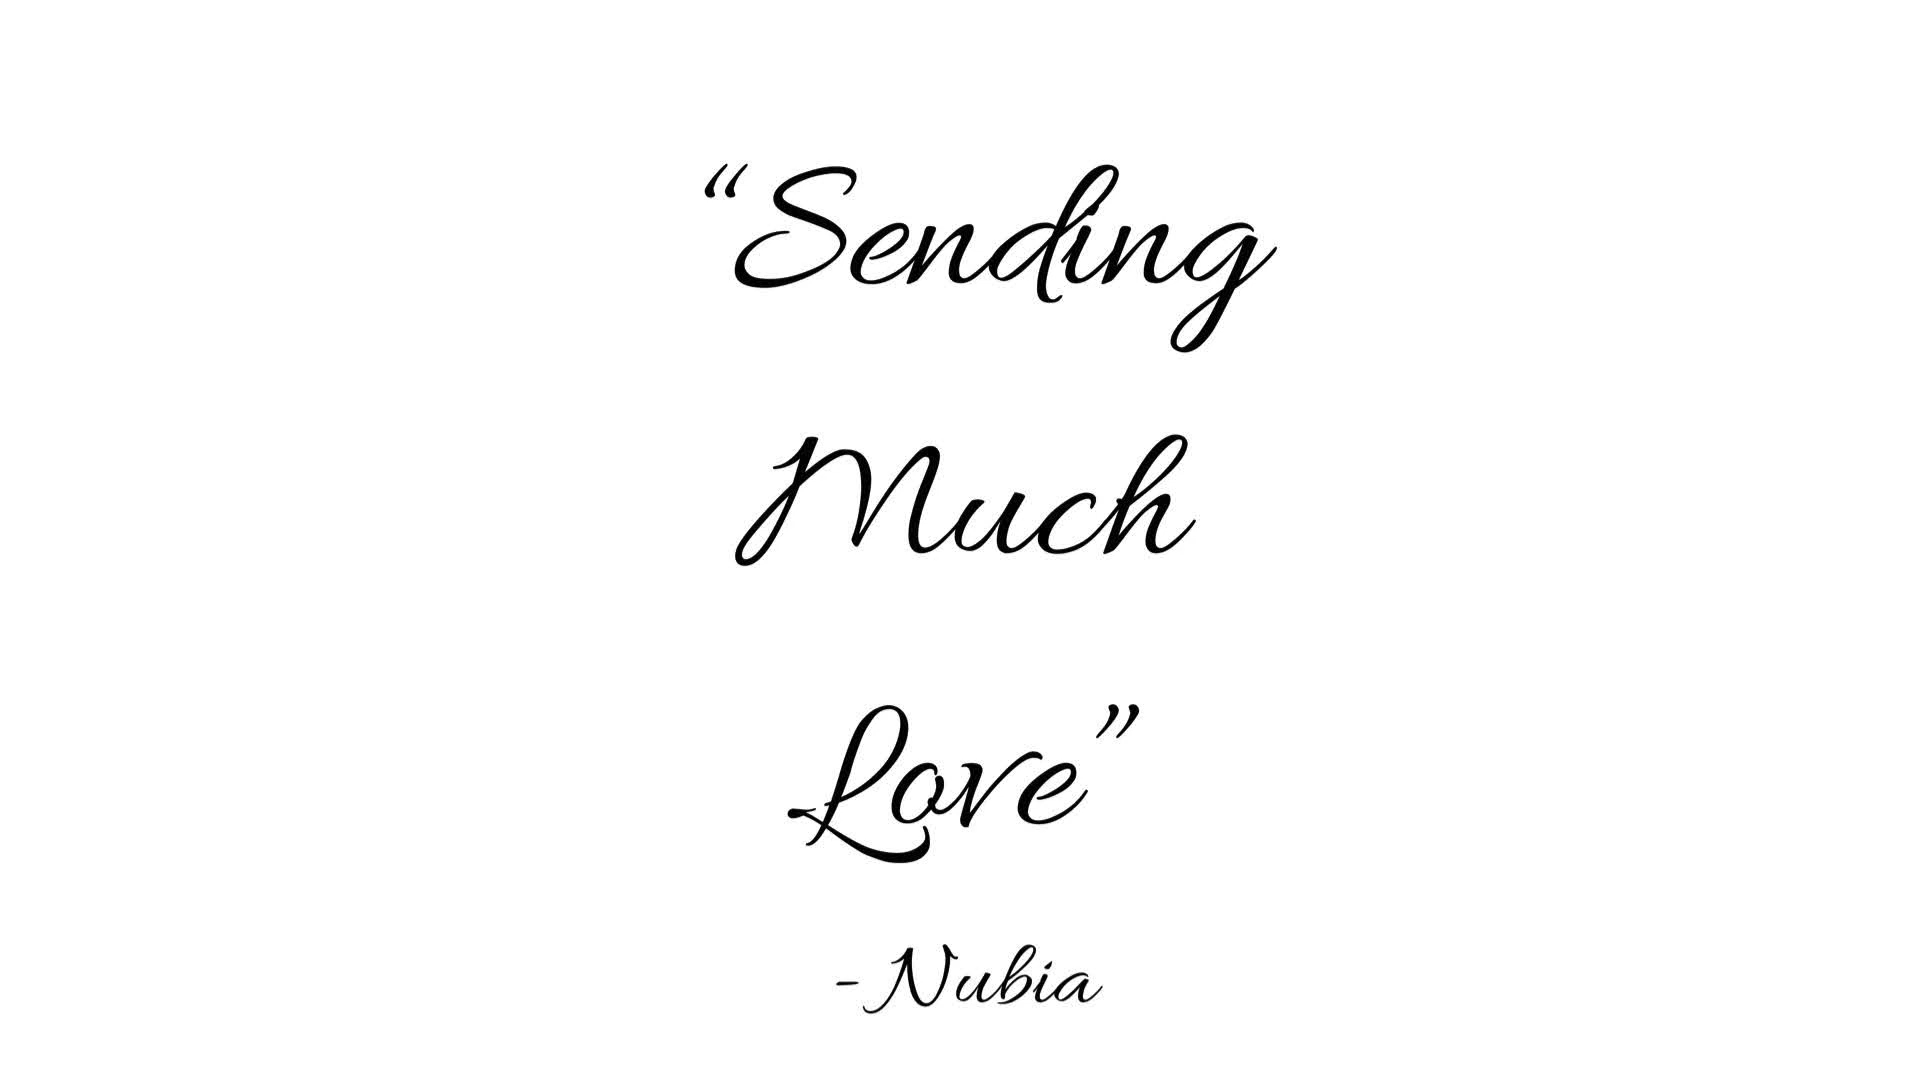 “Sending
Much
Love”
- Nubia